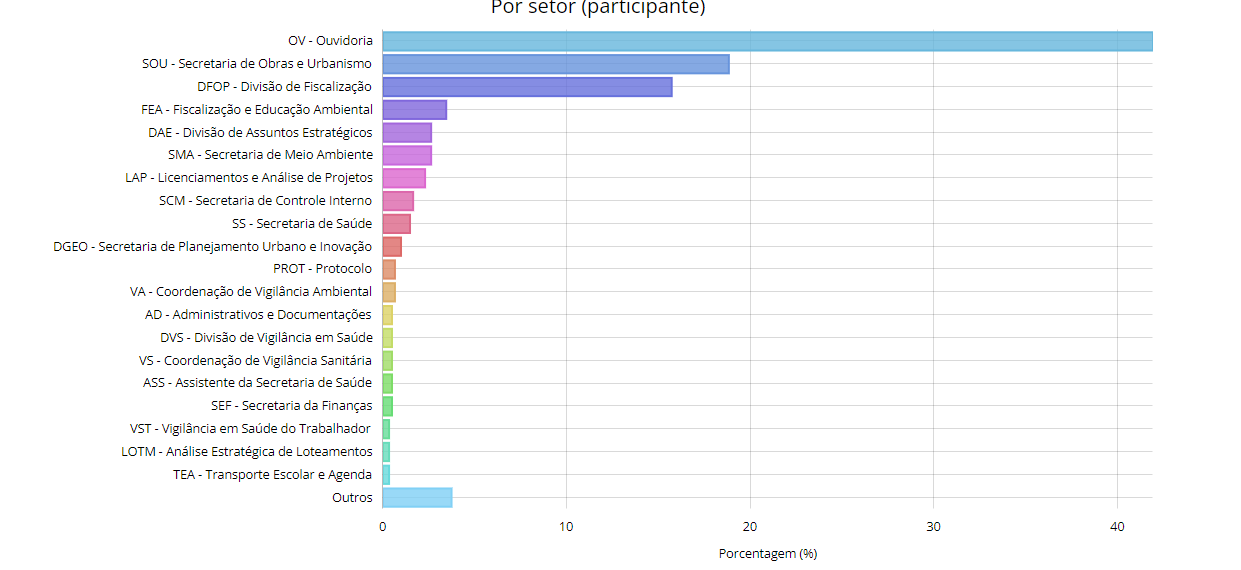 Por setor (participante)
OV - Ouvidoria
SOU - Secretaria de Obras e Urbanismo
DFOP - Divisão de Fiscalização
FEA - Fiscalização e Educação Ambiental
DAE - Divisão de Assuntos Estratégicos
SMA - Secretaria de Meio Ambiente
LAP - Licenciamentos e Análise de Projetos
SCM - Secretaria de Controle Interno
SS - Secretaria de Saúde
DGEO - Secretaria de Planejamento Urbano e Inovação
PROT - Protocolo
VA - Coordenação de Vigilância Ambiental
AD - Administrativos e Documentações
DVS - Divisão de Vigilância em Saúde
VS - Coordenação de Vigilância Sanitária
ASS - Assistente da Secretaria de Saúde
SEF - Secretaria da Finanças
VST - Vigilância em Saúde do Trabalhador
LOTM - Análise Estratégica de Loteamentos
TEA - Transporte Escolar e Agenda
Outros
0 10 20 30 40
Porcentagem (%)